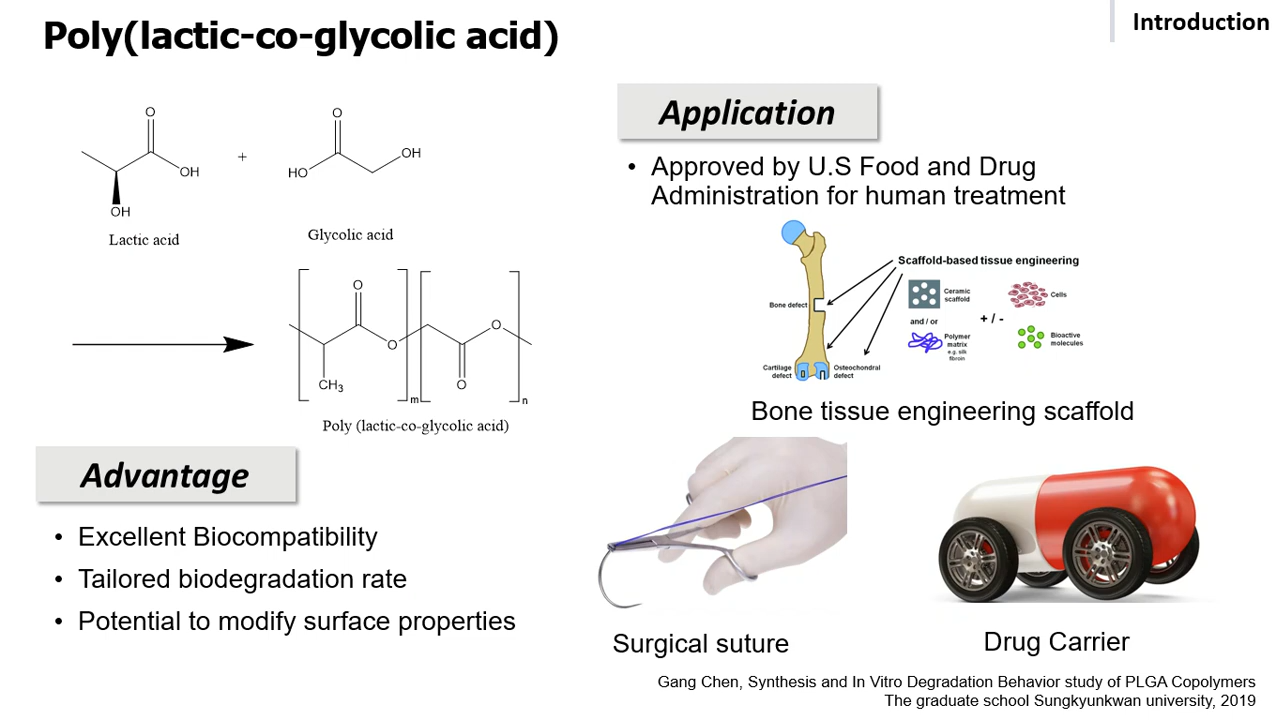 Poly(lactic-co-glycolic acid)
Introduction
O
OH
OH
Lactic acid
+
O
HO
OH
Glycolic acid
O
O
CH3
m
O
O
n
Poly (lactic-co-glycolic acid)
Advantage
• Excellent Biocompatibility
• Tailored biodegradation rate
• Potential to modify surface properties
Application
• Approved by U.S Food and Drug
Administration for human treatment
Scaffold-based tissue engineering
Bone defect
Ceramic
scaffold
Cells
and / or
+ / -
Polymer
matrix
e.g. silk
fibroin
Bioactive
molecules
Cartilage
defect
Osteochondral
defect
Bone tissue engineering scaffold
Surgical suture
Drug Carrier
Gang Chen, Synthesis and In Vitro Degradation Behavior study of PLGA Copolymers
The graduate school Sungkyunkwan university, 2019